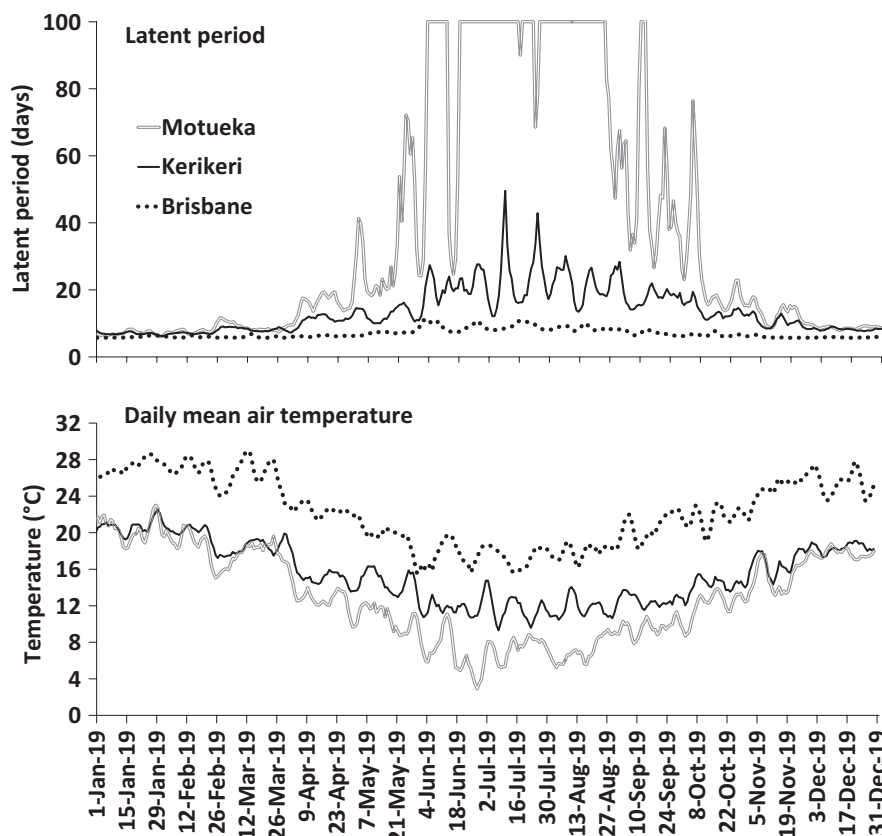 Latent period
Latent period (days)
100
80
60
40
20
0
Motueka
Kerikeri
Brisbane
Daily mean air temperature
Temperature (°C)
32
28
24
20
16
12
8
4
0
1-Jan-19
15-Jan-19
29-Jan-19
12-Feb-19
26-Feb-19
12-Mar-19
26-Mar-19
9-Apr-19
23-Apr-19
7-May-19
21-May-19
4-Jun-19
18-Jun-19
2-Jul-19
16-Jul-19
30-Jul-19
13-Aug-19
27-Aug-19
10-Sep-19
24-Sep-19
8-Oct-19
22-Oct-19
5-Nov-19
19-Nov-19
3-Dec-19
17-Dec-19
31-Dec-19